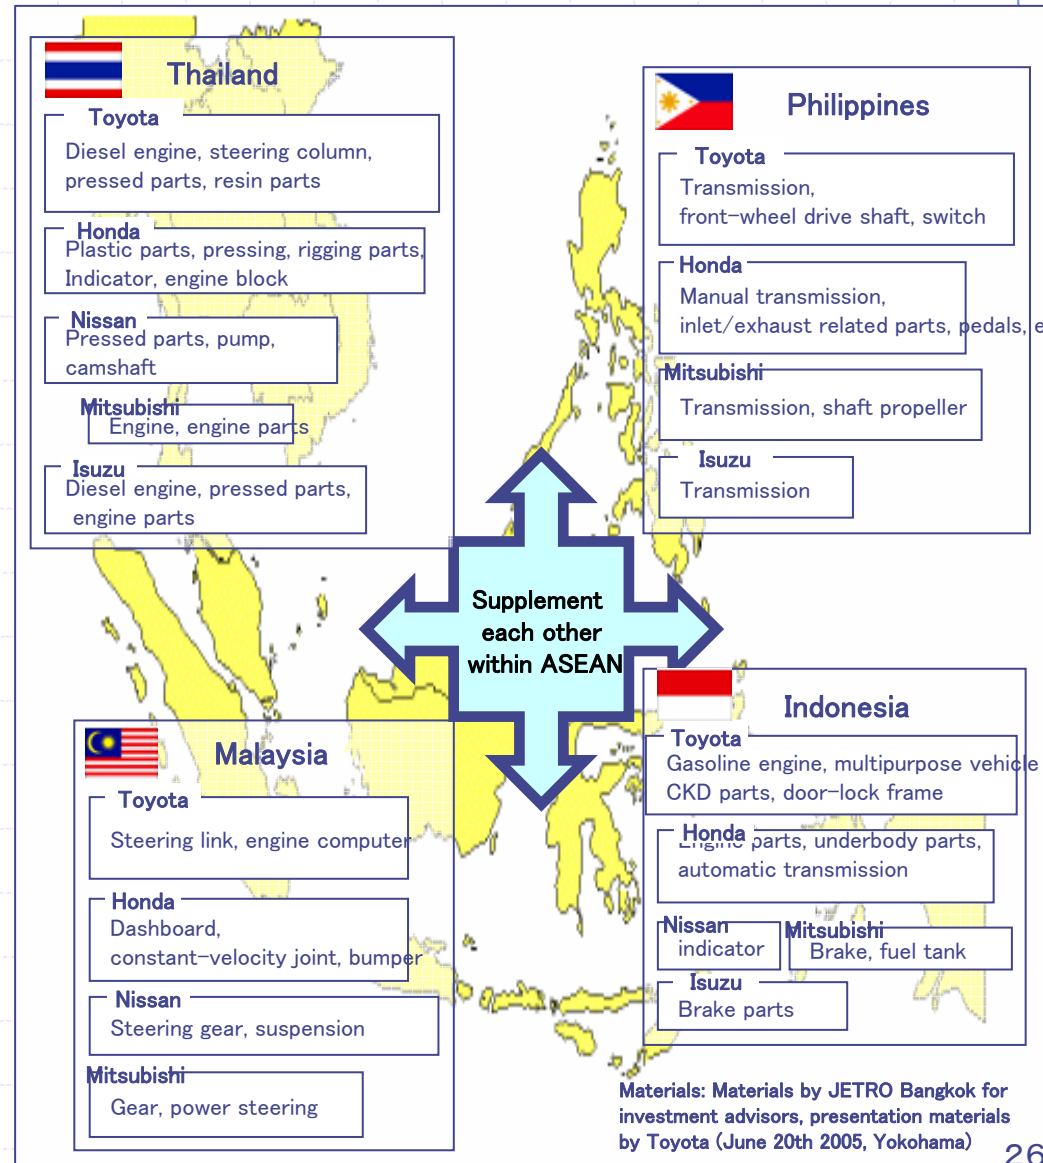 Thailand
Toyota
Diesel engine, steering column,
pressed parts, resin parts
Honda
Plastic parts, pressing, rigging parts,
Indicator, engine block
Nissan
Pressed parts, pump,
camshaft
Mitsubishi
Engine, engine parts
Isuzu
Diesel engine, pressed parts,
engine parts
Philippines
Toyota
Transmission,
front-wheel drive shaft, switch
Honda
Manual transmission,
inlet/exhaust related parts, pedals, e
Mitsubishi
Transmission, shaft propeller
Isuzu
Transmission
Supplement
each other
within ASEAN
Malaysia
Toyota
Steering link, engine computer
Honda
Dashboard,
constant-velocity joint, bumper
Nissan
Steering gear, suspension
Mitsubishi
Gear, power steering
Indonesia
Toyota
Gasoline engine, multipurpose vehicle
CKD parts, door-lock frame
Honda
Engine parts, underbody parts,
automatic transmission
Nissan
indicator
Mitsubishi
Brake, fuel tank
Isuzu
Brake parts
Materials: Materials by JETRO Bangkok for
investment advisors, presentation materials
by Toyota (June 20th 2005, Yokohama)
26